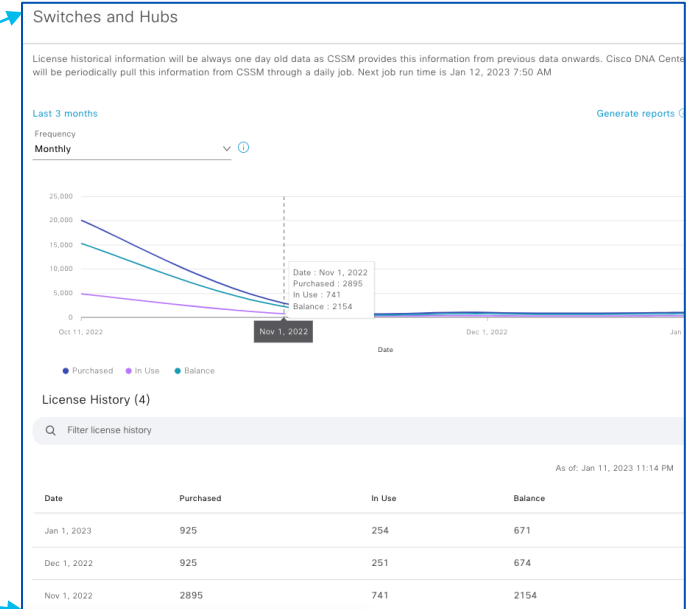 Switches and Hubs
License historical information will be always one day old data as CSSM provides this information from previous data onwards. Cisco DNA Cente
will be periodically pull this information from CSSM through a daily job. Next job run time is Jan 12, 2023 7:50 AM
Last 3 months
Generate reports
Frequency
Monthly
25,000
20,000
15,000
10,000
5,000
0
Date : Nov 1, 2022
Purchased : 2895
In Use : 741
Balance : 2154
Oct 11, 2022
Nov 1, 2022
Dec 1, 2022
Jan
Date
Purchased
In Use
Balance
License History (4)
Filter license history
As of: Jan 11, 2023 11:14 PM
Date Purchased In Use Balance
Jan 1, 2023 925 254 671
Dec 1, 2022 925 251 674
Nov 1, 2022 2895 741 2154